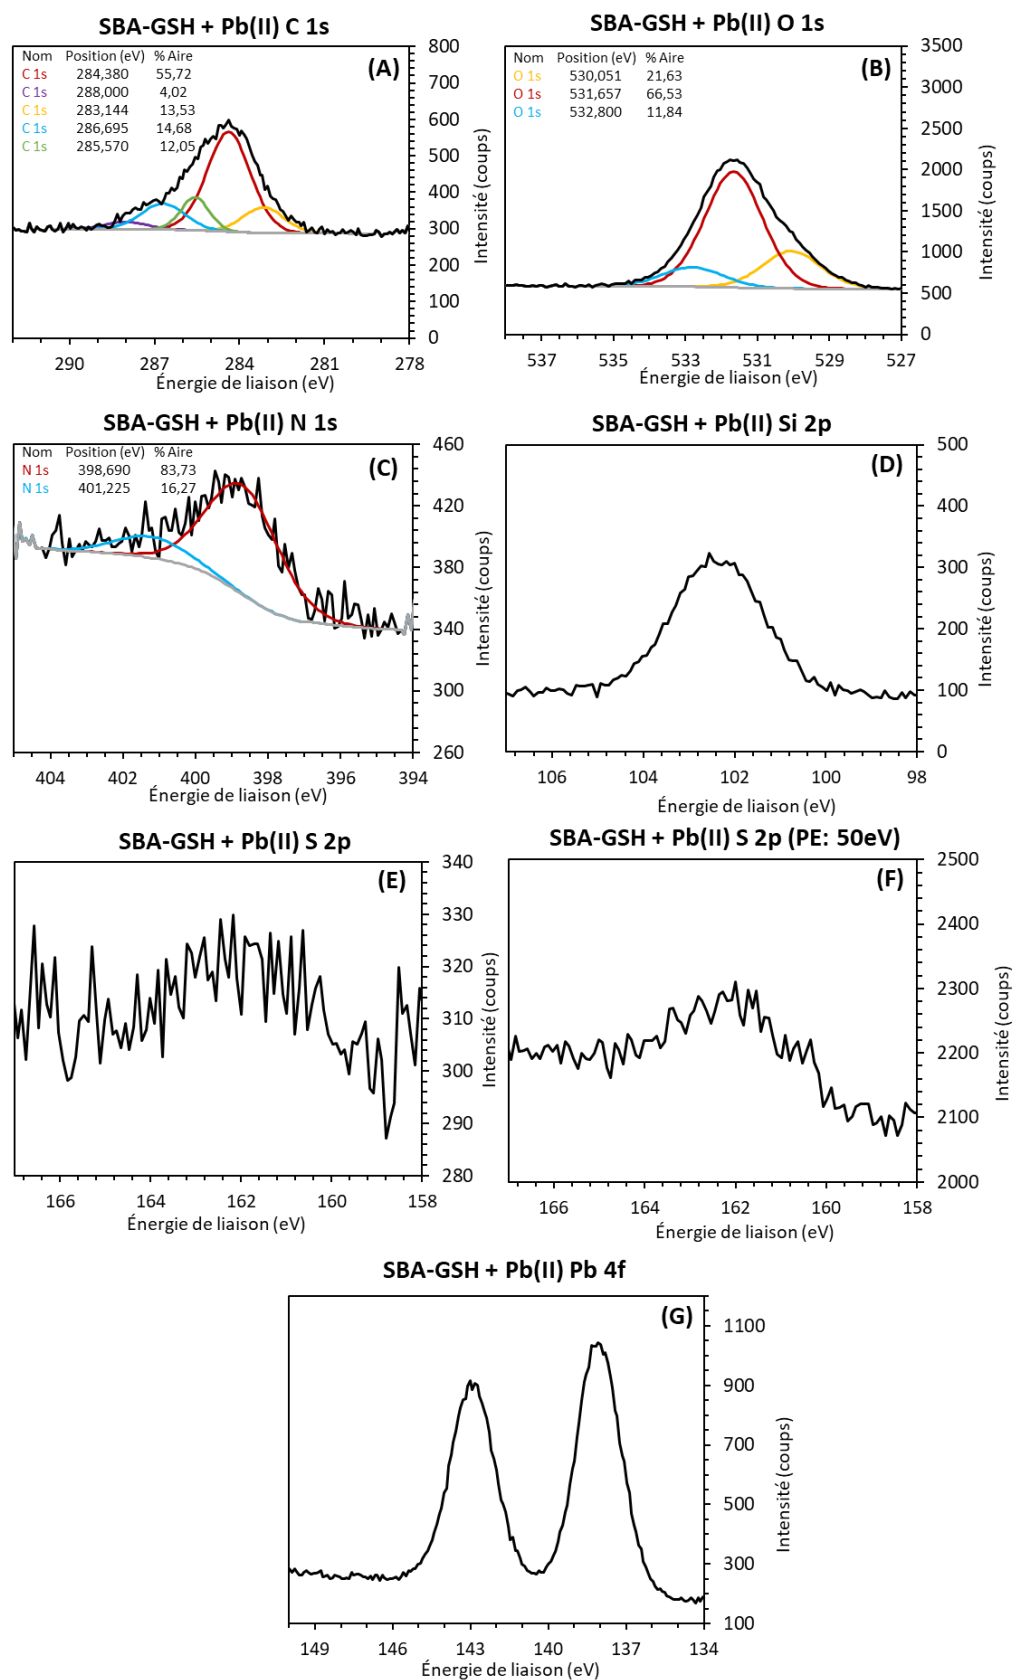 SBA-GSH + Pb(II) C 1s
(A)
Nom Position (eV) % Aire
C 1s 284,380 55,72
C 1s 288,000 4,02
C 1s 283,144 13,53
C 1s 286,695 14,68
C 1s 285,570 12,05
800
700
600
500
400
300
200
100
0
Intensité (coups)
290 287 284 281 278
Énergie de liaison (eV)
SBA-GSH + Pb(II) O 1s
(B)
Nom Position (eV) % Aire
O 1s 530,051 21,63
O 1s 531,657 66,53
O 1s 532,800 11,84
3500
3000
2500
2000
1500
1000
500
0
Intensité (coups)
537 535 533 531 529 527
Énergie de liaison (eV)
SBA-GSH + Pb(II) N 1s
(C)
Nom Position (eV) % Aire
N 1s 398,690 83,73
N 1s 401,225 16,27
460
420
380
340
300
260
Intensité (coups)
404 402 400 398 396 394
Énergie de liaison (eV)
SBA-GSH + Pb(II) Si 2p
(D)
500
400
300
200
100
0
Intensité (coups)
106 104 102 100 98
Énergie de liaison (eV)
SBA-GSH + Pb(II) S 2p
(E)
340
330
320
310
300
290
280
Intensité (coups)
166 164 162 160 158
Énergie de liaison (eV)
SBA-GSH + Pb(II) S 2p (PE: 50eV)
(F)
2500
2400
2300
2200
2100
2000
Intensité (coups)
166 164 162 160 158
Énergie de liaison (eV)
SBA-GSH + Pb(II) Pb 4f
(G)
1100
900
700
500
300
100
Intensité (coups)
149 146 143 140 137 134
Énergie de liaison (eV)